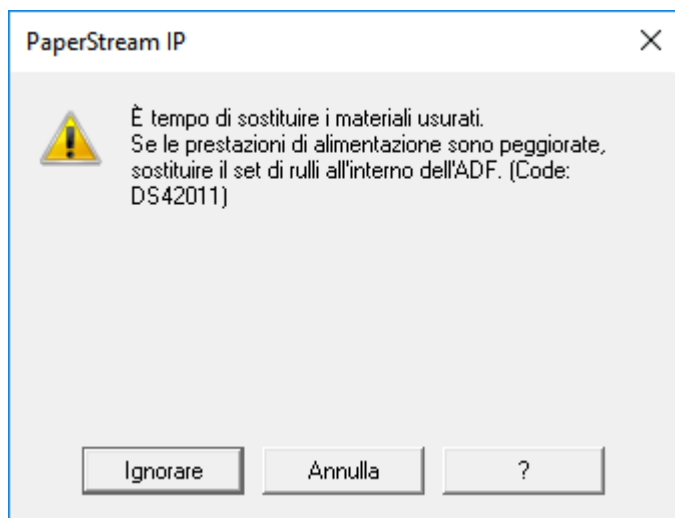 PaperStream IP
È tempo di sostituire i materiali usurati.
Se le prestazioni di alimentazione sono peggiorate,
sostituire il set di rulli all'interno dell'ADF. (Code:
DS42011)
Ignorare
Annulla
?